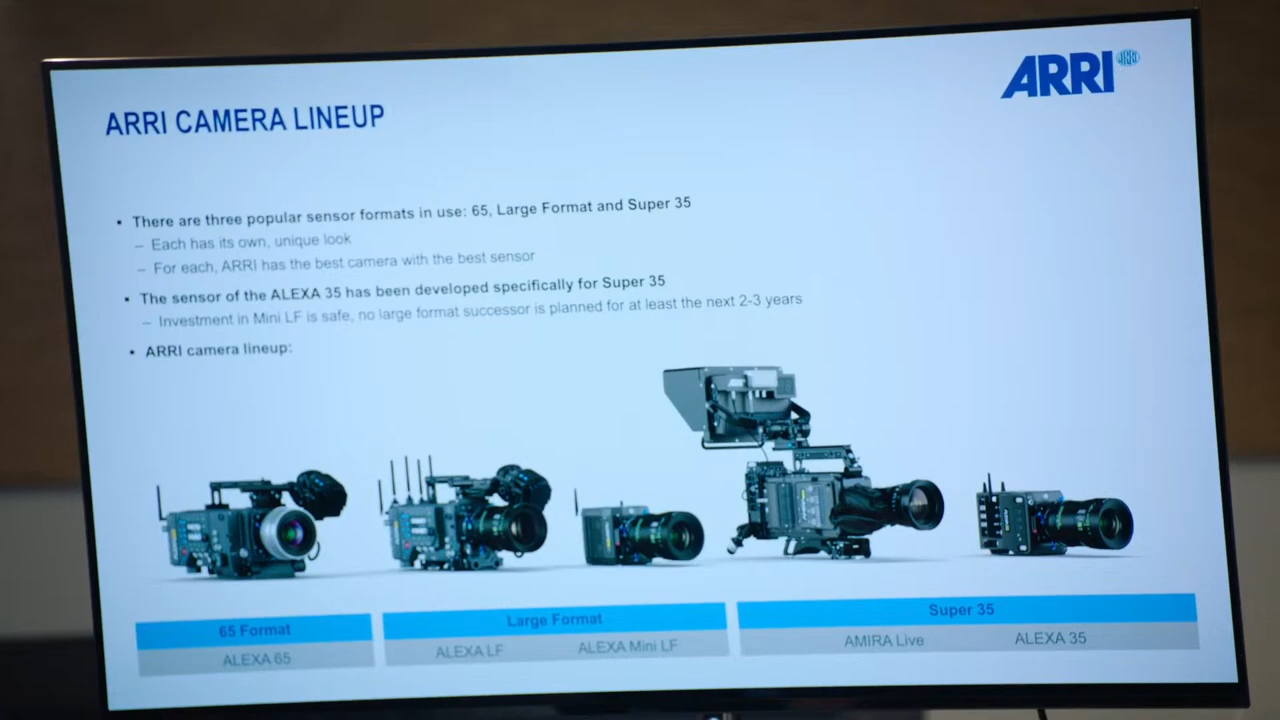 ARRI
ARRI CAMERA LINEUP
• There are three popular sensor formats in use: 65, Large Format and Super 35
– Each has its own, unique look
– For each, ARRI has the best camera with the best sensor
• The sensor of the ALEXA 35 has been developed specifically for Super 35
– Investment in Mini LF is safe, no large format successor is planned for at least the next 2-3 years
• ARRI camera lineup:
65 Format
Large Format
Super 35
ALEXA 65
ALEXA LF
ALEXA Mini LF
AMIRA Live
ALEXA 35